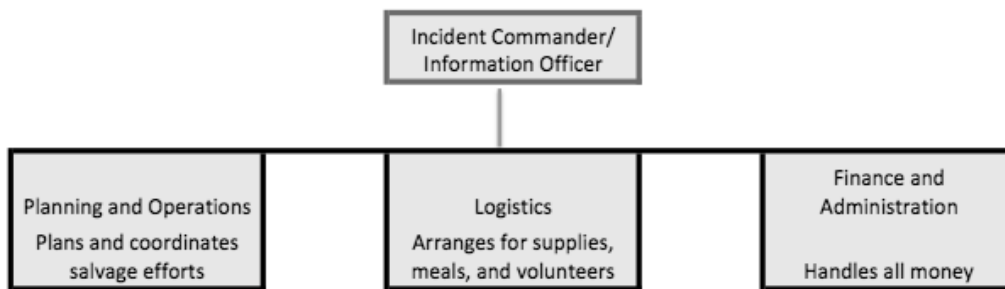 Incident Commander/
Information Officer
Planning and Operations
Plans and coordinates
salvage efforts
Logistics
Arranges for supplies,
meals, and volunteers
Finance and
Administration
Handles all money